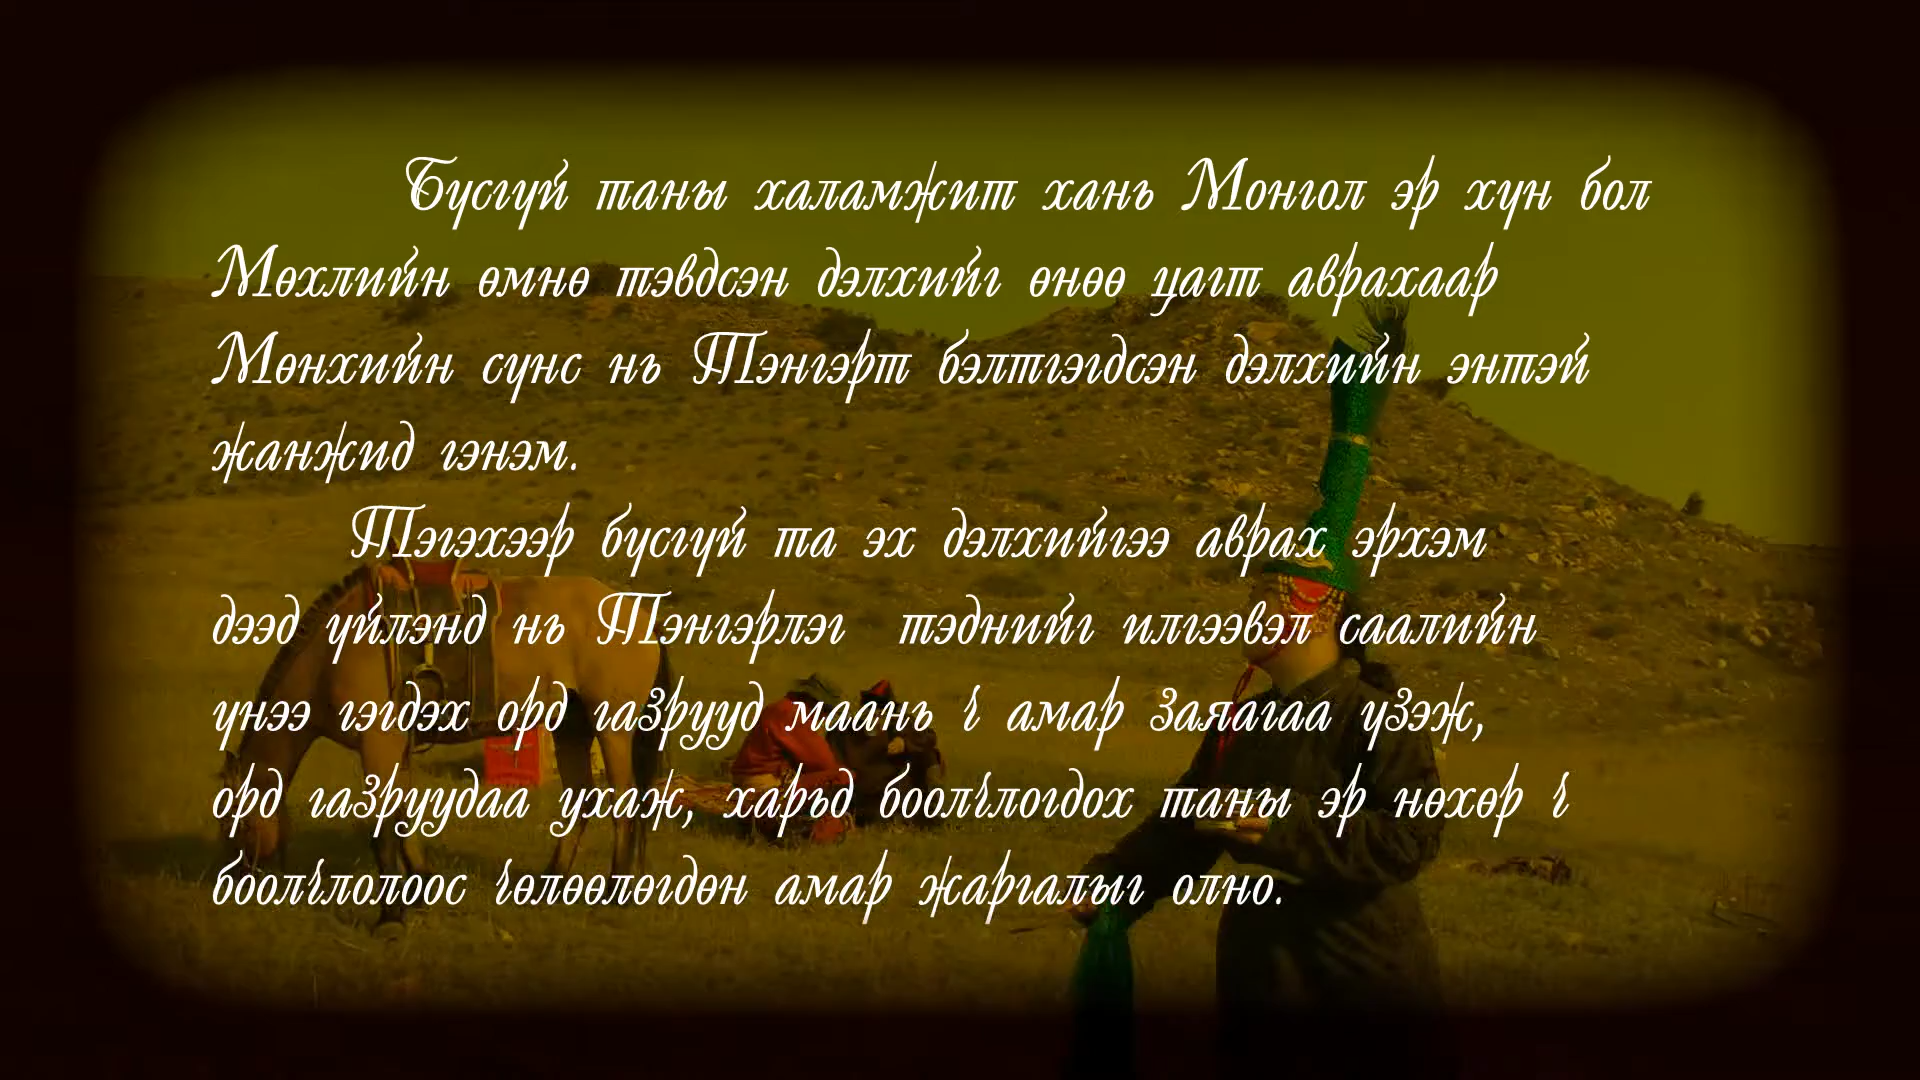 Бүсгүй таны халамжит хань Монгол эр хүн бол
Мөхлийн өмнө тэвдсэн дэлхийг өнөө цагт аврахаар
Мөнхийн сүнс нь Тэнгэрт бэлтгэгдсэн дэлхийн энтэй
жанжид гэнэм.
Тэгэхээр бүсгүй та эх дэлхийгээ аврах эрхэм
дээд үйлэнд нь Тэнгэрлэг тэднийг илгээвэл саалийн
үнээ гэгдэх орд газрууд маань ч амар заяагаа үзэж,
орд газруудаа ухаж, харьд боолчлогдох таны эр нөхөр ч
боолчлолоос чөлөөлөгдөн амар жаргалыг олно.